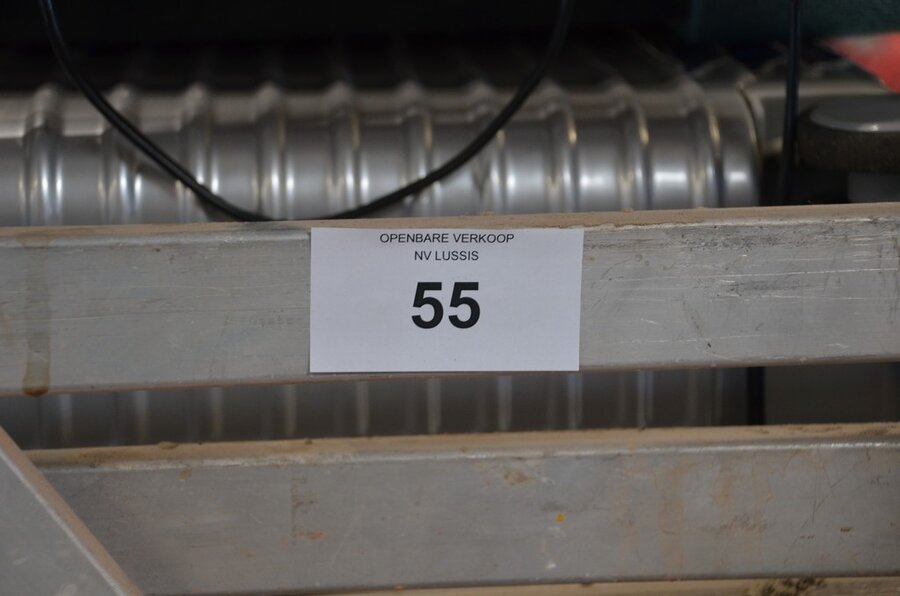 OPENBARE VERKOOP
NV LUSSIS
55